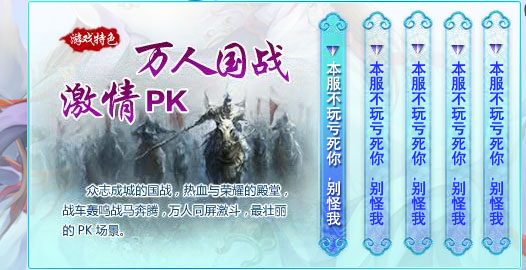 游戏特色
万人国战
激情 PK
众志成城的国战，热血与荣耀的殿堂，
战车轰鸣战马奔腾，万人同屏激斗，最壮丽
的 PK 场景。
本服不玩亏死你，别怪我
本服不玩亏死你，别怪我
本服不玩亏死你，别怪我
本服不玩亏死你，别怪我
本服不玩亏死你，别怪我